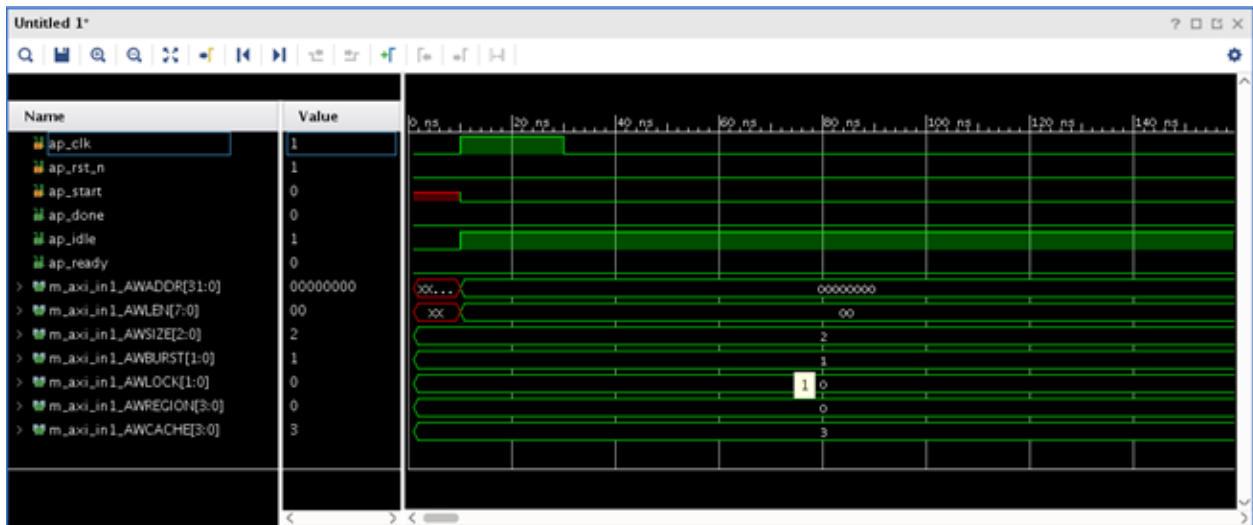 Untitled 1*
Name Value
0 ns 20 ns 40 ns 60 ns 80 ns 100 ns 120 ns 140 ns
ap_clk 1
ap_rst_n 1
ap_start 0
ap_done 0
ap_idle 1
ap_ready 0
m_axi_in1_AWADDR[31:0] 00000000 XX... 00000000
m_axi_in1_AWLEN[7:0] 00 XX 00
m_axi_in1_AWSIZE[2:0] 2 2
m_axi_in1_AWBURST[1:0] 1 1
m_axi_in1_AWLOCK[1:0] 0 1 0
m_axi_in1_AWREGION[3:0] 0 0
m_axi_in1_AWCACHE[3:0] 3 3